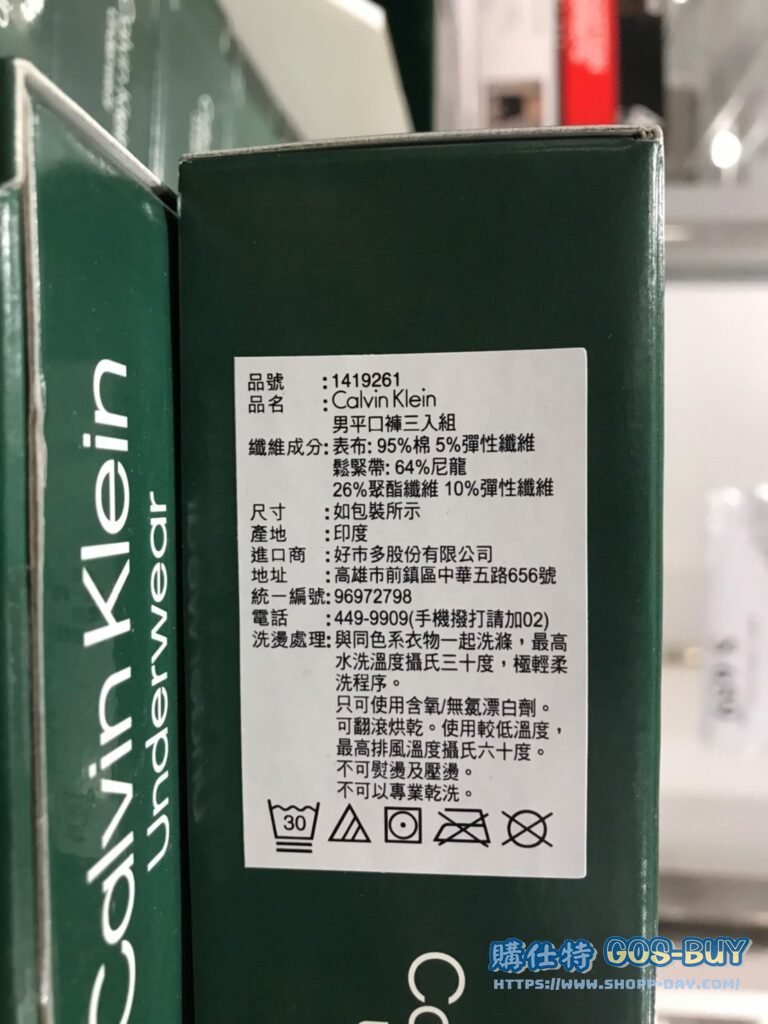 Calvin Klein
Underwear
品號 :1419261
品名 :Calvin Klein
男平口褲三入組
纖維成分:表布: 95%棉 5%彈性纖維
鬆緊帶: 64%尼龍
26%聚酯纖維 10%彈性纖維
尺寸 :如包裝所示
產地 :印度
進口商 :好市多股份有限公司
地址 :高雄市前鎮區中華五路656號
統一編號:96972798
電話 :449-9909(手機撥打請加02)
洗燙處理:與同色系衣物一起洗滌，最高
水洗溫度攝氏三十度，極輕柔
洗程序。
只可使用含氧/無氯漂白劑。
可翻滾烘乾。使用較低溫度，
最高排風溫度攝氏六十度。
不可熨燙及壓燙。
不可以專業乾洗。
30
購仕特 GOS-BUY
HTTPS://WWW.SHOPP-DAY.COM/